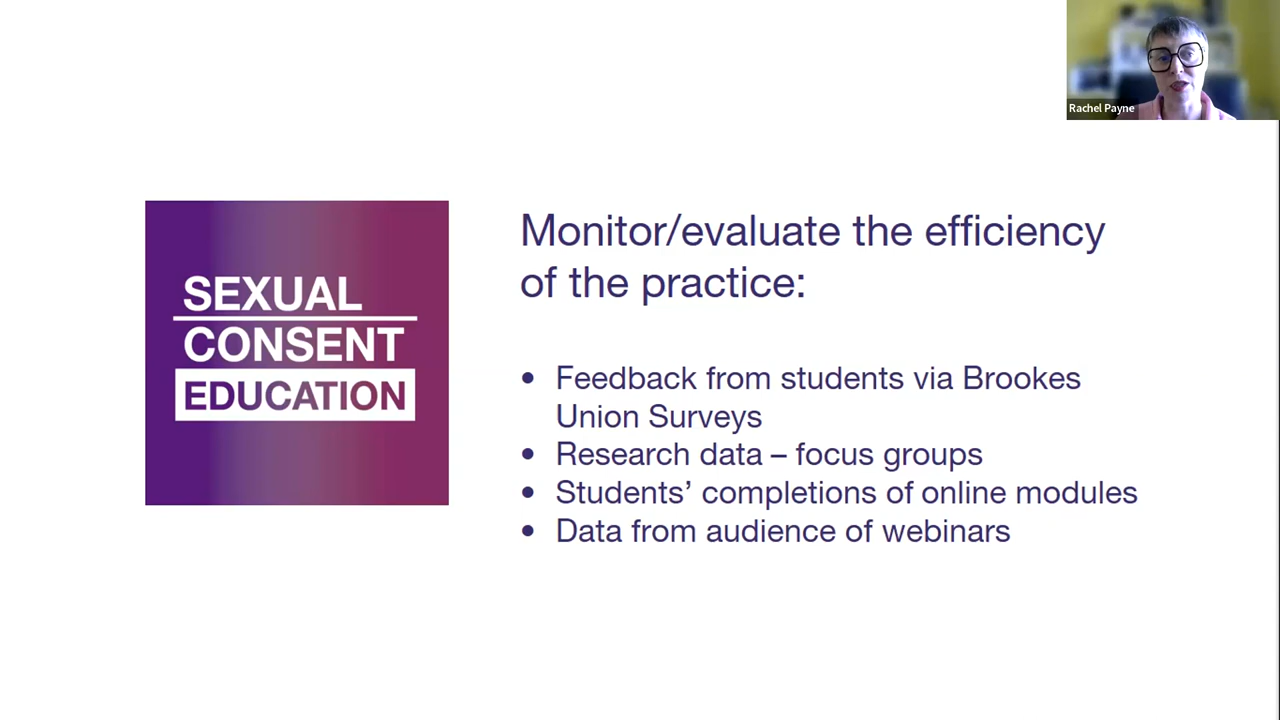 Rachel Payne
SEXUAL
CONSENT
EDUCATION
Monitor/evaluate the efficiency
of the practice:
• Feedback from students via Brookes
Union Surveys
• Research data – focus groups
• Students’ completions of online modules
• Data from audience of webinars